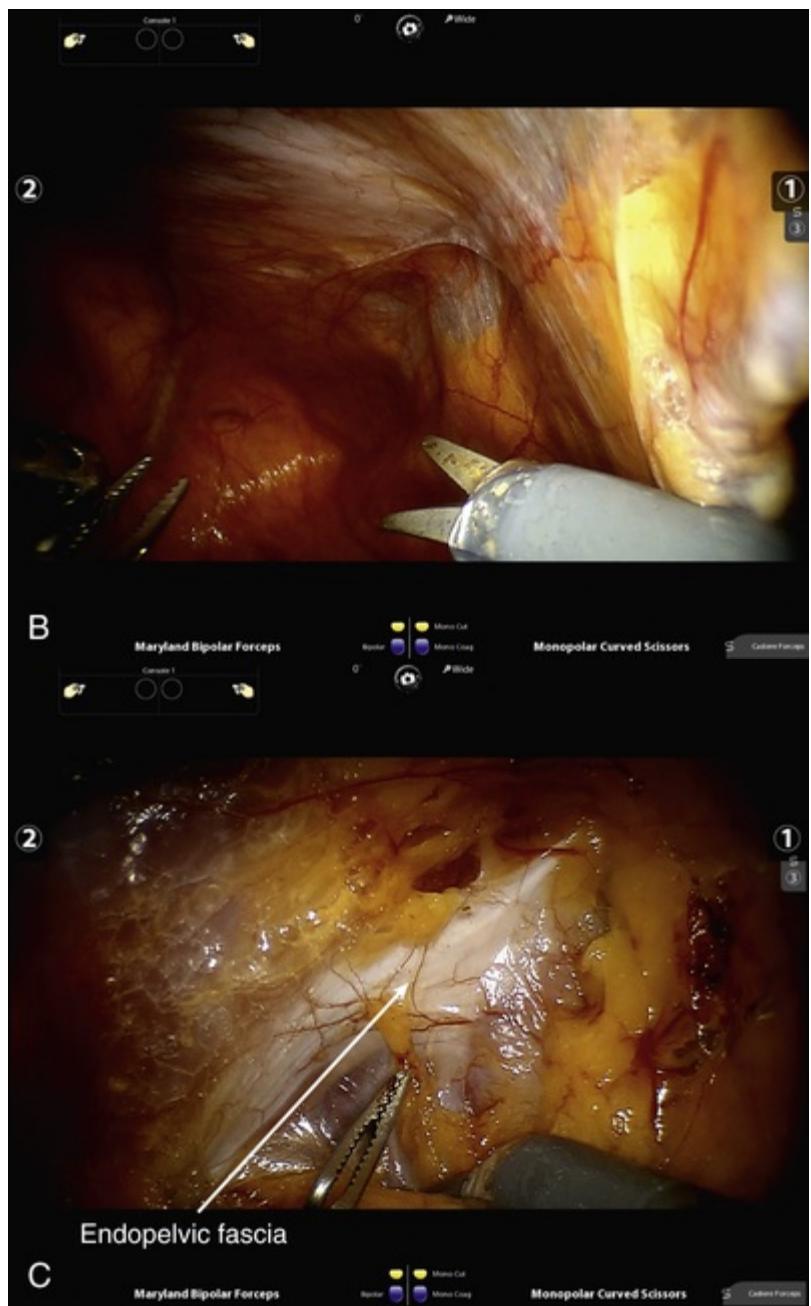 Console 1
0° Wide
2
1
S
3
B
Maryland Bipolar Forceps
Bipolar
Mono Cut
Mono Coag
Monopolar Curved Scissors
Cadiere Forceps
Console 1
0° Wide
2
1
3
Endopelvic fascia
C
Maryland Bipolar Forceps
Bipolar
Mono Cut
Mono Coag
Monopolar Curved Scissors
Cadiere Forceps